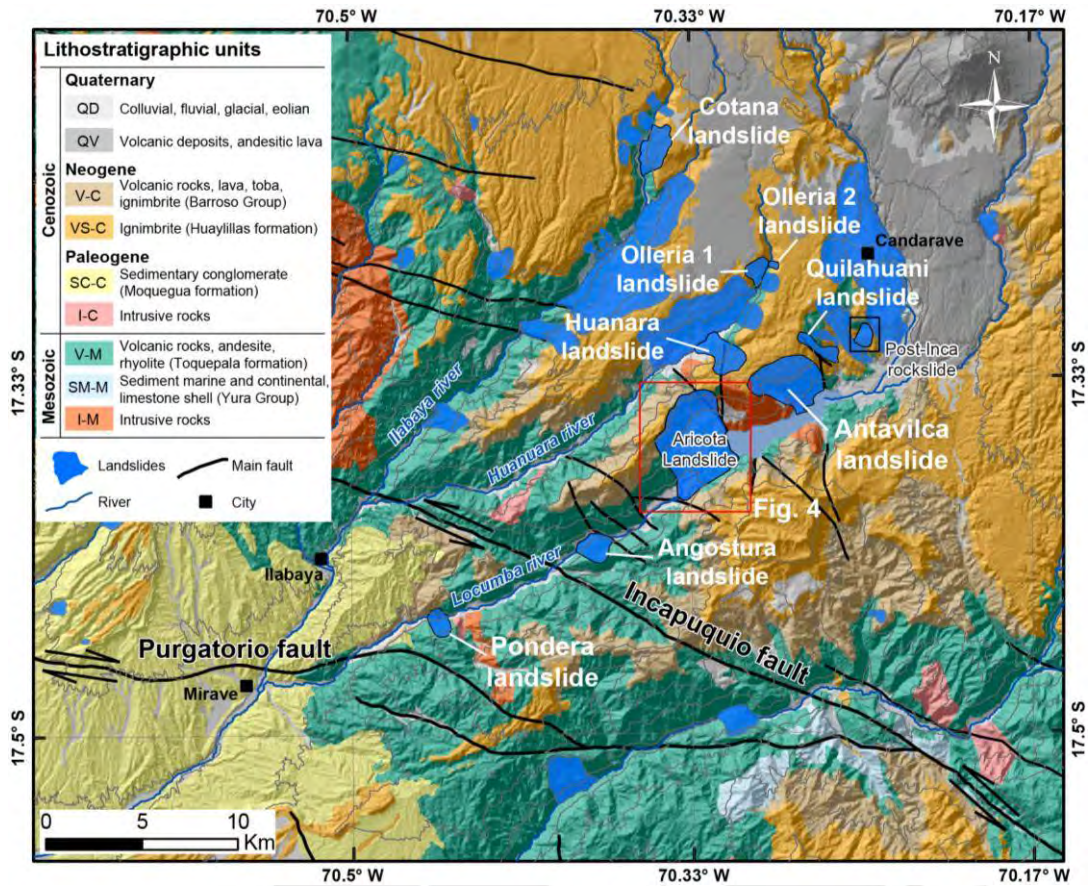 70.5° W
70.33° W
70.17° W
Lithostratigraphic units
Cenozoic
Quaternary
QD Colluvial, fluvial, glacial, eolian
QV Volcanic deposits, andesitic lava
Neogene
V-C Volcanic rocks, lava, toba,
ignimbrite (Barroso Group)
VS-C Ignimbrite (Huaylillas formation)
Paleogene
SC-C Sedimentary conglomerate
(Moquegua formation)
I-C Intrusive rocks
Mesozoic
V-M Volcanic rocks, andesite,
rhyolite (Toquepala formation)
SM-M Sediment marine and continental,
limestone shell (Yura Group)
I-M Intrusive rocks
Landslides
Main fault
River
City
N
Cotana
landslide
Olleria 2
landslide
Candarave
Olleria 1
landslide
Quilahuani
landslide
Huanara
landslide
Post-Inca
rockslide
17.33° S
17.33° S
Ilabaya river
Huanuara river
Aricota
Landslide
Antavilca
landslide
Fig. 4
Angostura
landslide
Locumba river
Ilabaya
Incapuquio fault
Purgatorio fault
Pondera
landslide
Mirave
17.5° S
17.5° S
0 5 10
Km
70.5° W
70.33° W
70.17° W